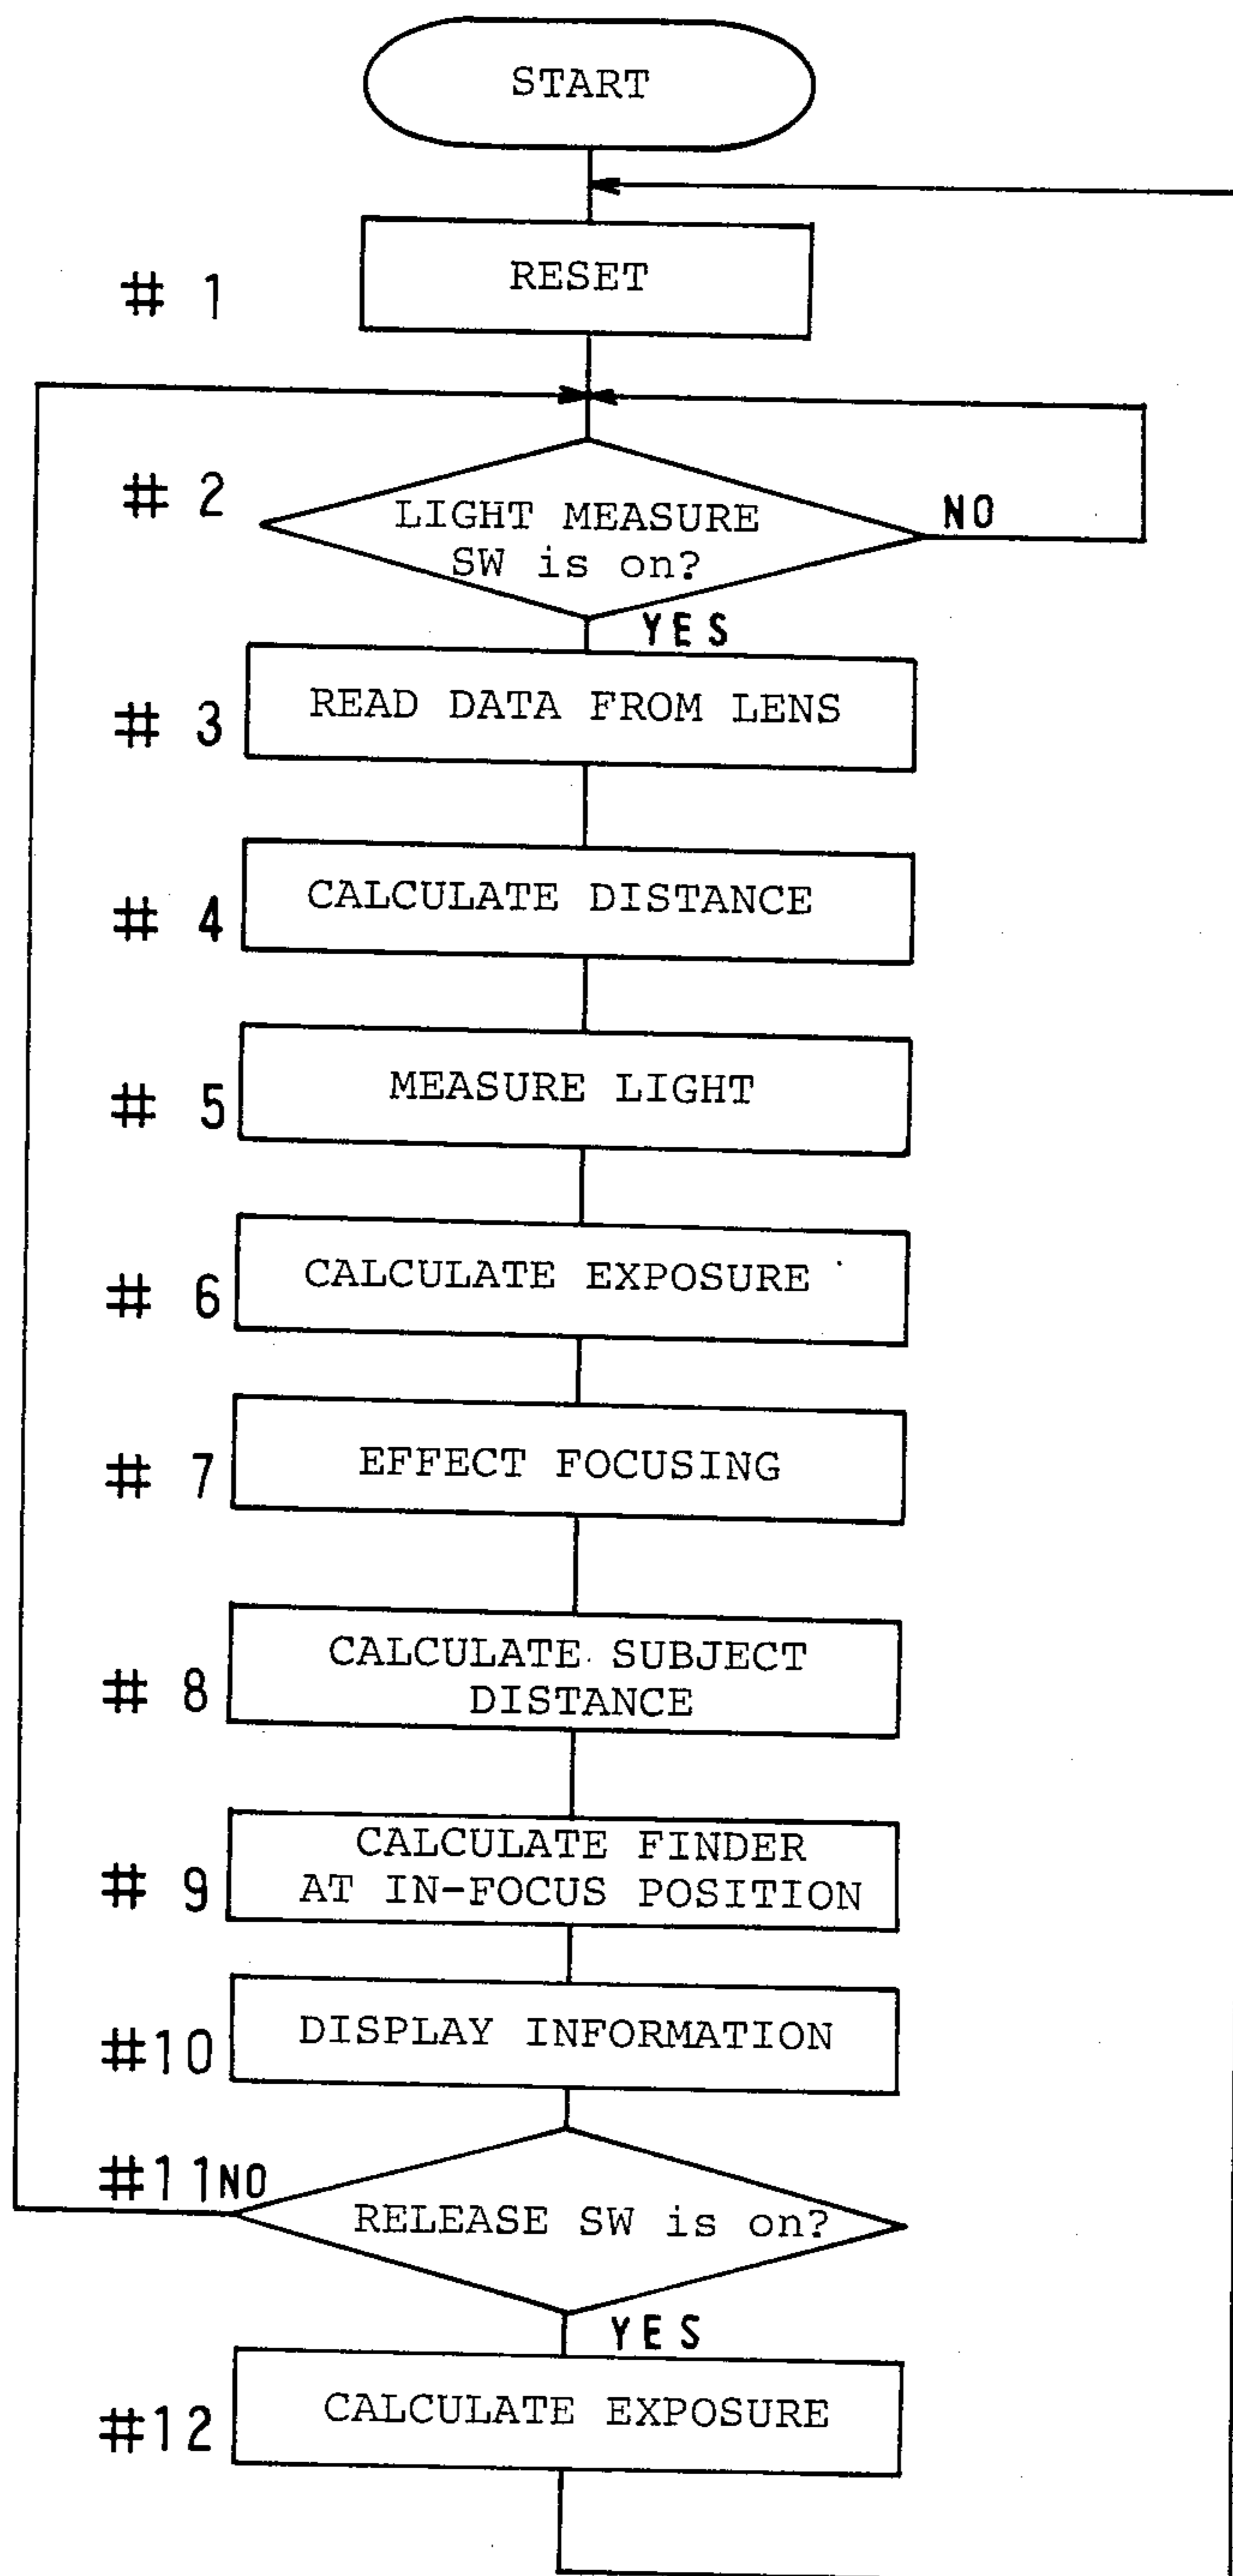 START
RESET
# 1
# 2
LIGHT MEASURE
SW is on?
NO
YES
# 3
READ DATA FROM LENS
# 4
CALCULATE DISTANCE
# 5
MEASURE LIGHT
# 6
CALCULATE EXPOSURE
# 7
EFFECT FOCUSING
# 8
CALCULATE SUBJECT
DISTANCE
# 9
CALCULATE FINDER
AT IN-FOCUS POSITION
#10
DISPLAY INFORMATION
#11
NO
RELEASE SW is on?
YES
#12
CALCULATE EXPOSURE